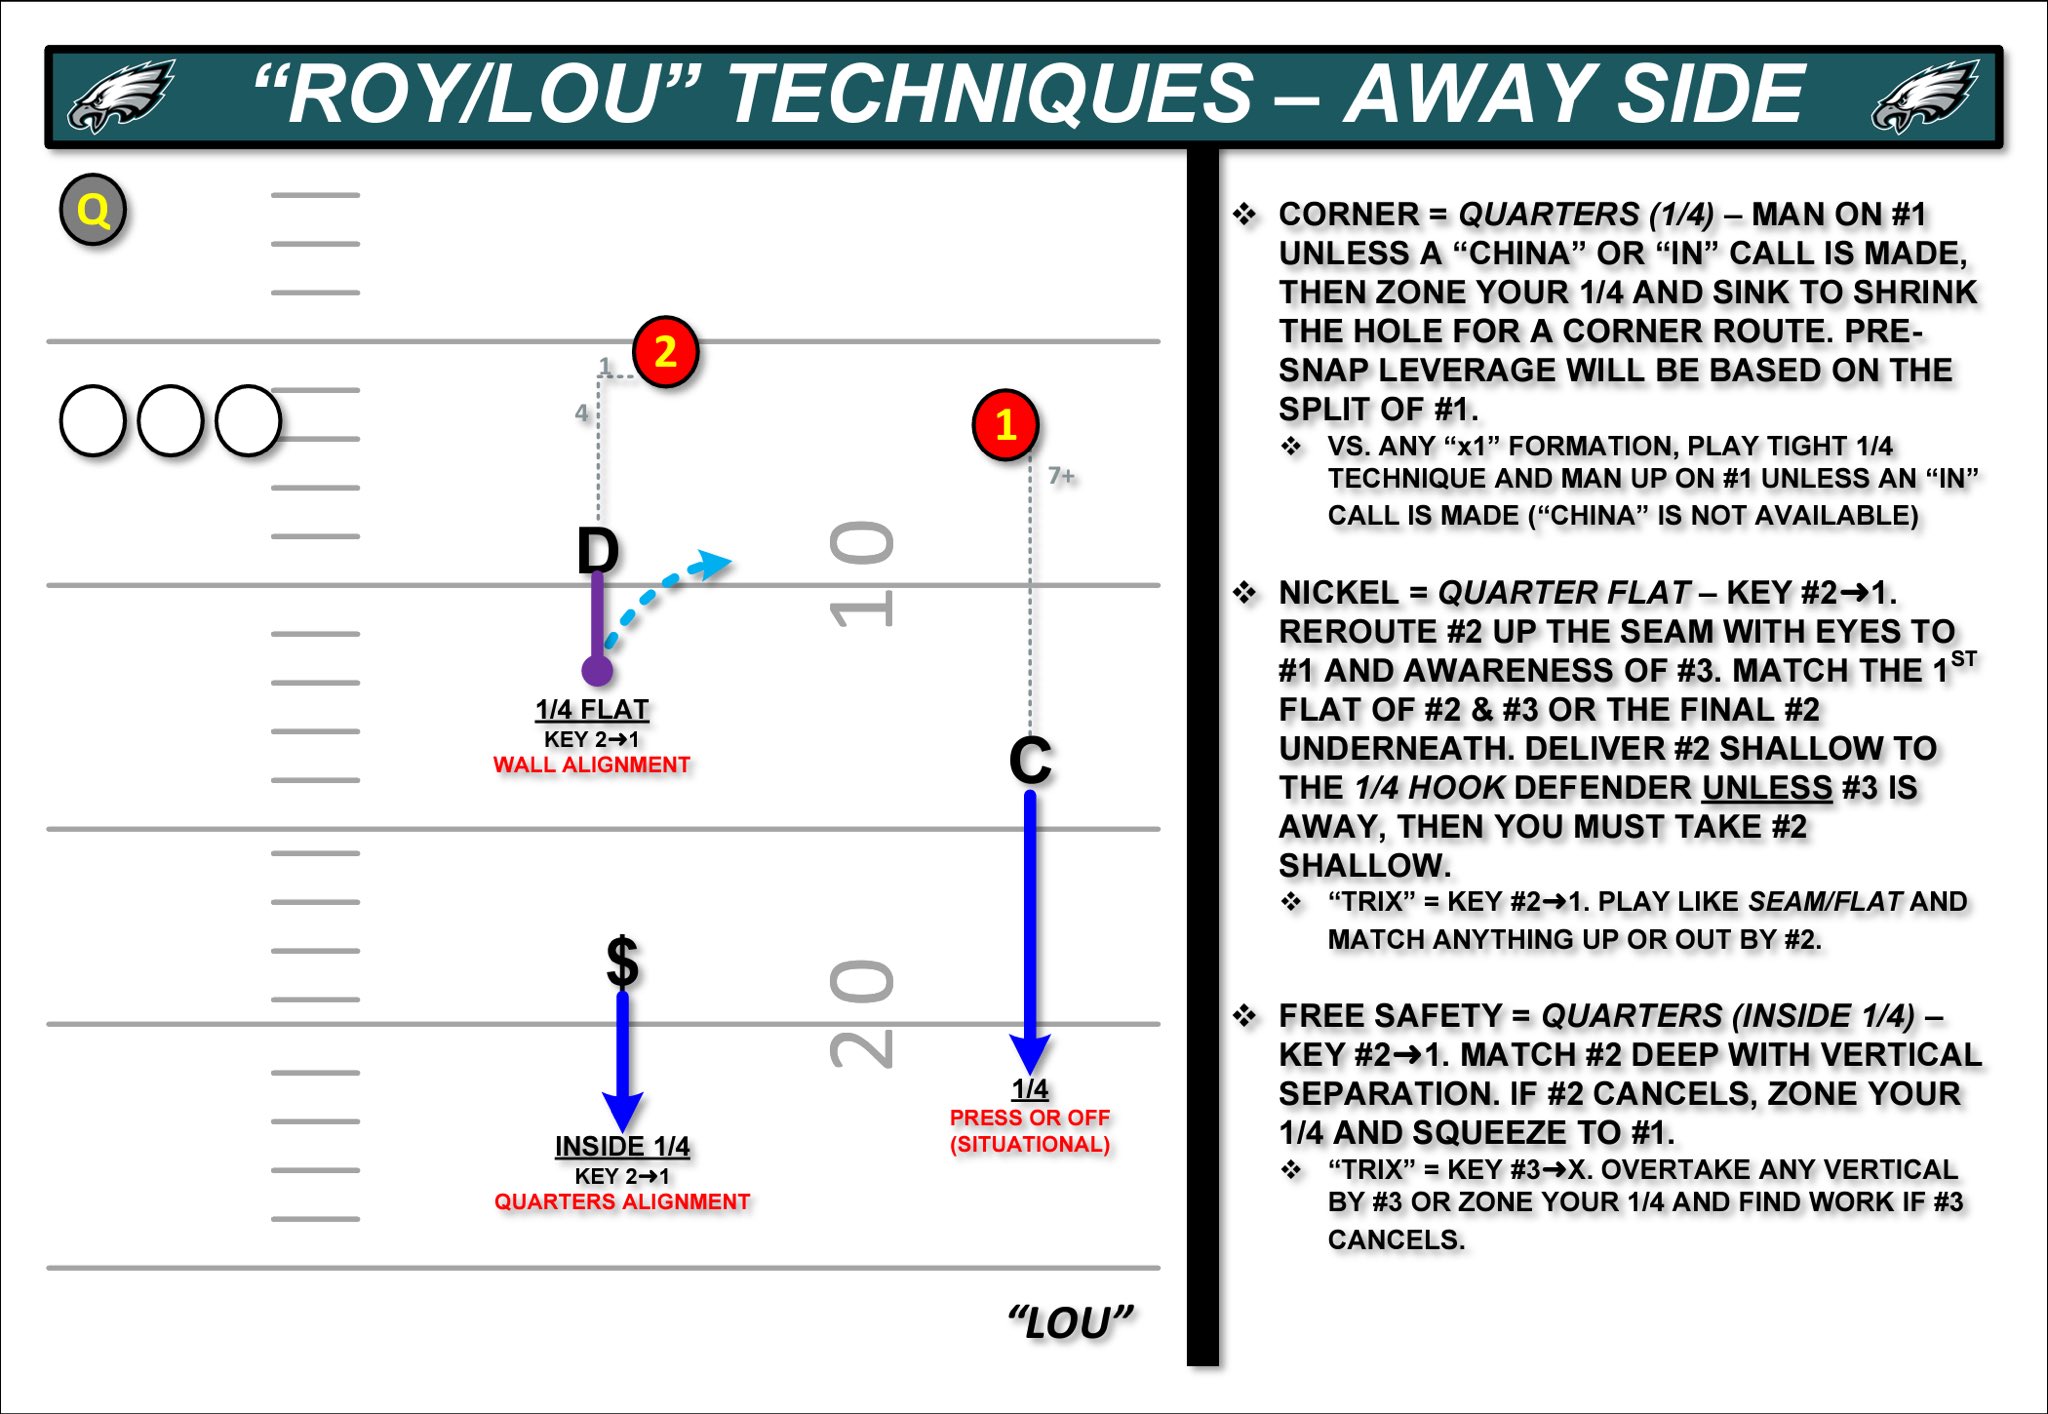 “ROY/LOU” TECHNIQUES – AWAY SIDE
Q
2
1
4
1
7+
D
10
1/4 FLAT
KEY 2➔1
WALL ALIGNMENT
C
$
20
INSIDE 1/4
KEY 2➔1
QUARTERS ALIGNMENT
1/4
PRESS OR OFF
(SITUATIONAL)
“LOU”
❖ CORNER = QUARTERS (1/4) – MAN ON #1
UNLESS A “CHINA” OR “IN” CALL IS MADE,
THEN ZONE YOUR 1/4 AND SINK TO SHRINK
THE HOLE FOR A CORNER ROUTE. PRE-
SNAP LEVERAGE WILL BE BASED ON THE
SPLIT OF #1.
❖ VS. ANY “x1” FORMATION, PLAY TIGHT 1/4
TECHNIQUE AND MAN UP ON #1 UNLESS AN “IN”
CALL IS MADE (“CHINA” IS NOT AVAILABLE)
❖ NICKEL = QUARTER FLAT – KEY #2➔1.
REROUTE #2 UP THE SEAM WITH EYES TO
#1 AND AWARENESS OF #3. MATCH THE 1ST
FLAT OF #2 & #3 OR THE FINAL #2
UNDERNEATH. DELIVER #2 SHALLOW TO
THE 1/4 HOOK DEFENDER UNLESS #3 IS
AWAY, THEN YOU MUST TAKE #2
SHALLOW.
❖ “TRIX” = KEY #2➔1. PLAY LIKE SEAM/FLAT AND
MATCH ANYTHING UP OR OUT BY #2.
❖ FREE SAFETY = QUARTERS (INSIDE 1/4) –
KEY #2➔1. MATCH #2 DEEP WITH VERTICAL
SEPARATION. IF #2 CANCELS, ZONE YOUR
1/4 AND SQUEEZE TO #1.
❖ “TRIX” = KEY #3➔X. OVERTAKE ANY VERTICAL
BY #3 OR ZONE YOUR 1/4 AND FIND WORK IF #3
CANCELS.